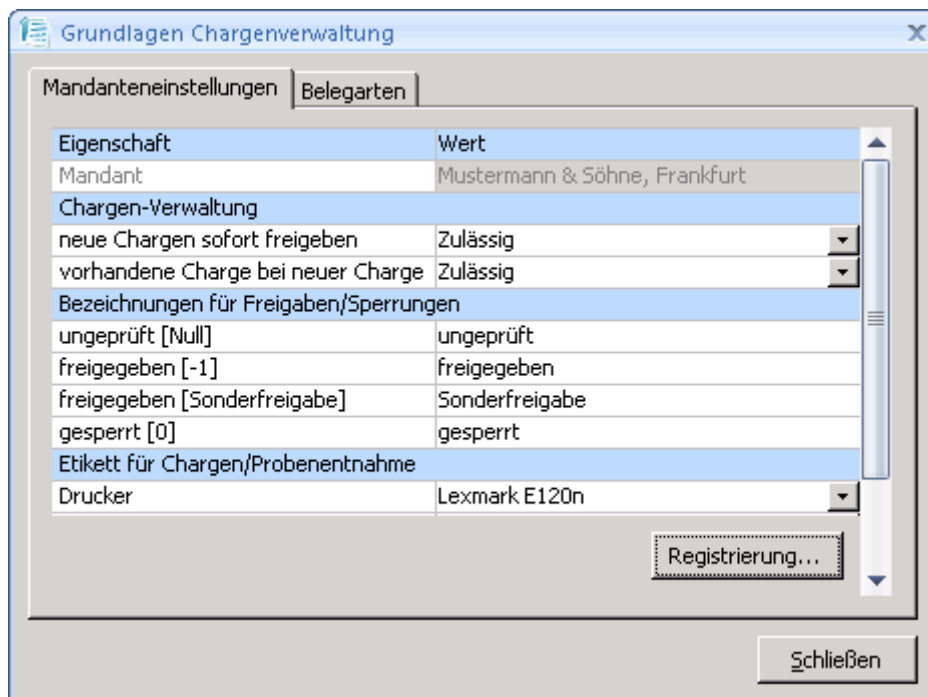 Grundlagen Chargenverwaltung
Mandanteneinstellungen Belegarten
Eigenschaft Wert
Mandant Mustermann & Söhne, Frankfurt
Chargen-Verwaltung
neue Chargen sofort freigeben Zulässig
vorhandene Charge bei neuer Charge Zulässig
Bezeichnungen für Freigaben/Sperrungen
ungeprüft [Null] ungeprüft
freigegeben [-1] freigegeben
freigegeben [Sonderfreigabe] Sonderfreigabe
gesperrt [0] gesperrt
Etikett für Chargen/Probenentnahme
Drucker Lexmark E120n
Registrierung...
Schließen